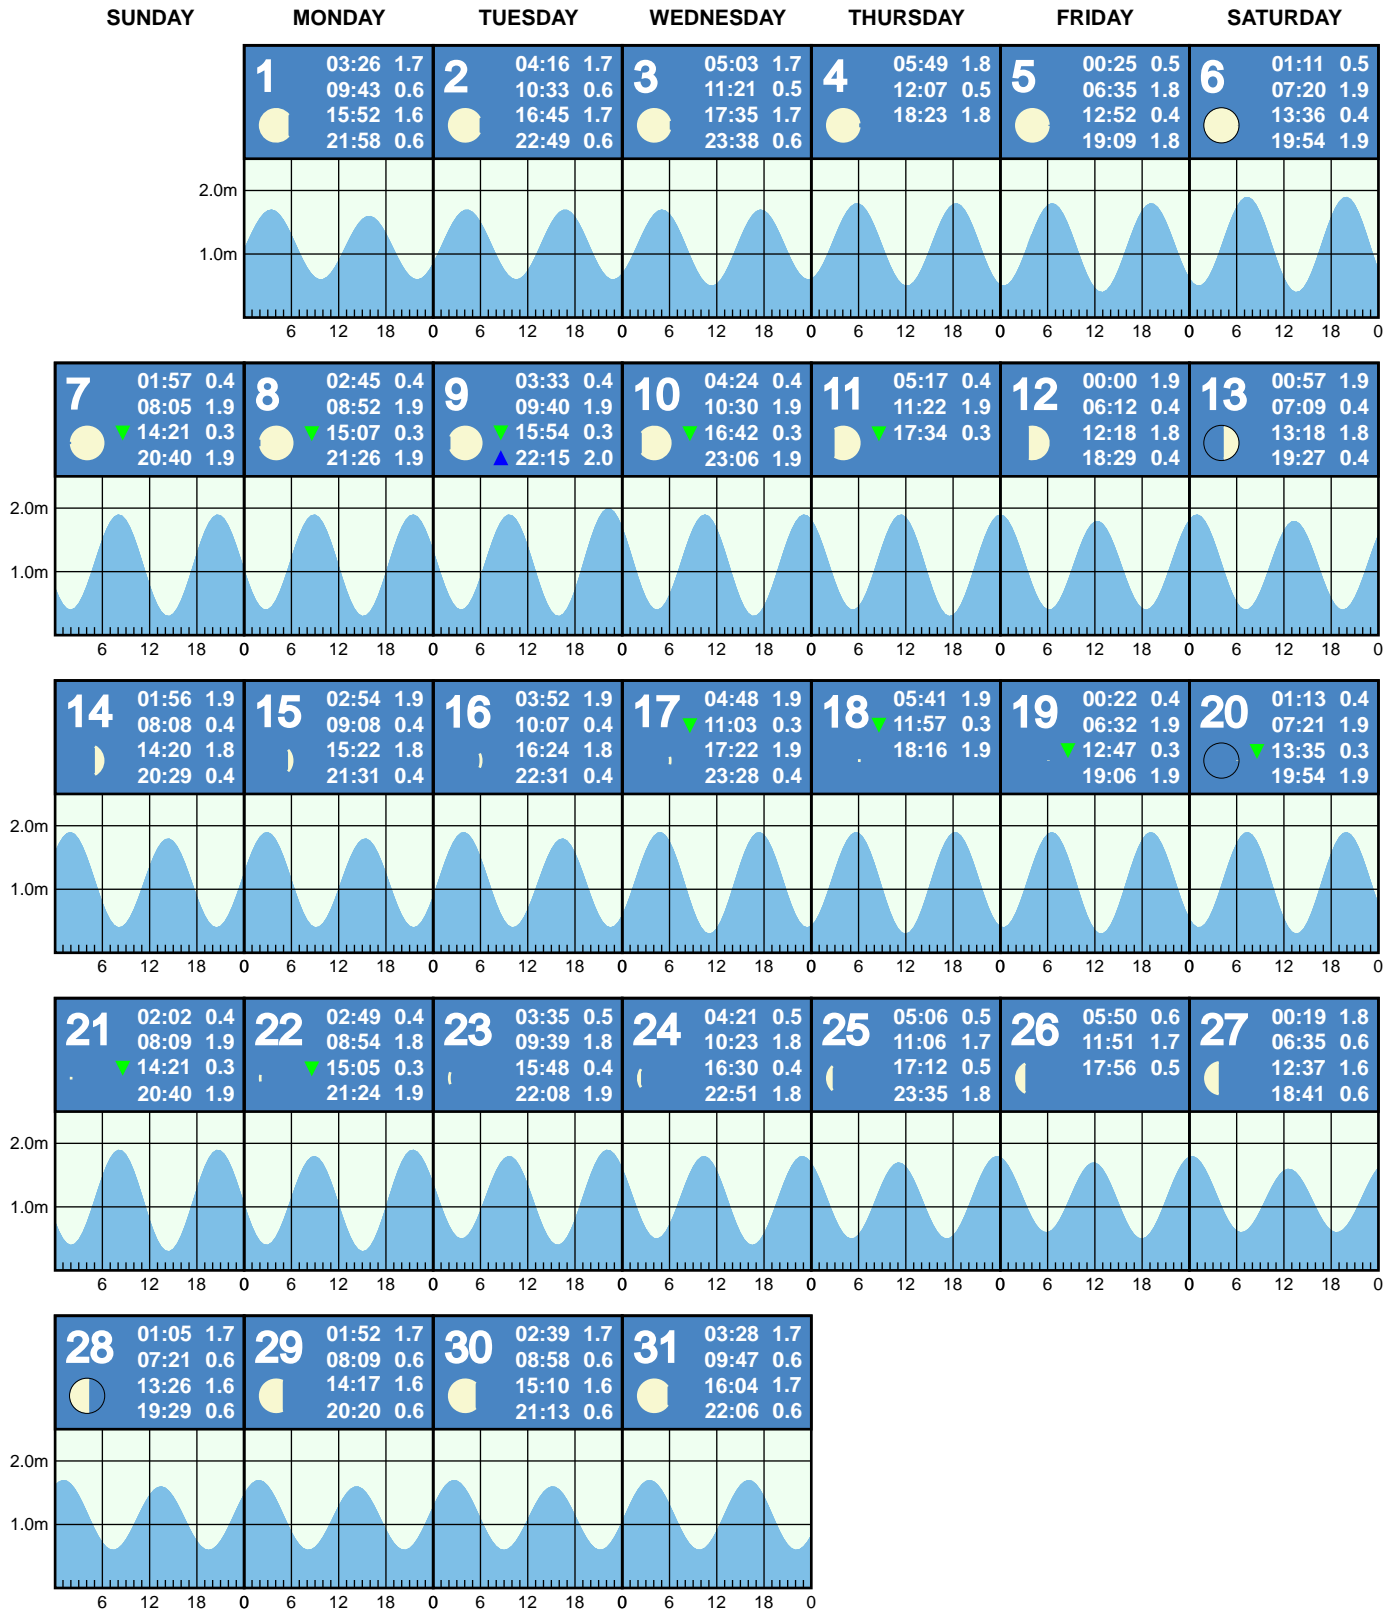 SUNDAY MONDAY TUESDAY WEDNESDAY THURSDAY FRIDAY SATURDAY
1 03:26 1.7
09:43 0.6
15:52 1.6
21:58 0.6
2 04:16 1.7
10:33 0.6
16:45 1.7
22:49 0.6
3 05:03 1.7
11:21 0.5
17:35 1.7
23:38 0.6
4 05:49 1.8
12:07 0.5
18:23 1.8
5 00:25 0.5
06:35 1.8
12:52 0.4
19:09 1.8
6 01:11 0.5
07:20 1.9
13:36 0.4
19:54 1.9
2.0m
1.0m
6 12 18 0 6 12 18 0 6 12 18 0 6 12 18 0 6 12 18 0 6 12 18 0
7 01:57 0.4
08:05 1.9
14:21 0.3
20:40 1.9
8 02:45 0.4
08:52 1.9
15:07 0.3
21:26 1.9
9 03:33 0.4
09:40 1.9
15:54 0.3
22:15 2.0
10 04:24 0.4
10:30 1.9
16:42 0.3
23:06 1.9
11 05:17 0.4
11:22 1.9
17:34 0.3
12 00:00 1.9
06:12 0.4
12:18 1.8
18:29 0.4
13 00:57 1.9
07:09 0.4
13:18 1.8
19:27 0.4
2.0m
1.0m
6 12 18 0 6 12 18 0 6 12 18 0 6 12 18 0 6 12 18 0 6 12 18 0 6 12 18 0
14 01:56 1.9
08:08 0.4
14:20 1.8
20:29 0.4
15 02:54 1.9
09:08 0.4
15:22 1.8
21:31 0.4
16 03:52 1.9
10:07 0.4
16:24 1.8
22:31 0.4
17 04:48 1.9
11:03 0.3
17:22 1.9
23:28 0.4
18 05:41 1.9
11:57 0.3
18:16 1.9
19 00:22 0.4
06:32 1.9
12:47 0.3
19:06 1.9
20 01:13 0.4
07:21 1.9
13:35 0.3
19:54 1.9
2.0m
1.0m
6 12 18 0 6 12 18 0 6 12 18 0 6 12 18 0 6 12 18 0 6 12 18 0 6 12 18 0
21 02:02 0.4
08:09 1.9
14:21 0.3
20:40 1.9
22 02:49 0.4
08:54 1.8
15:05 0.3
21:24 1.9
23 03:35 0.5
09:39 1.8
15:48 0.4
22:08 1.9
24 04:21 0.5
10:23 1.8
16:30 0.4
22:51 1.8
25 05:06 0.5
11:06 1.7
17:12 0.5
23:35 1.8
26 05:50 0.6
11:51 1.7
17:56 0.5
27 00:19 1.8
06:35 0.6
12:37 1.6
18:41 0.6
2.0m
1.0m
6 12 18 0 6 12 18 0 6 12 18 0 6 12 18 0 6 12 18 0 6 12 18 0 6 12 18 0
28 01:05 1.7
07:21 0.6
13:26 1.6
19:29 0.6
29 01:52 1.7
08:09 0.6
14:17 1.6
20:20 0.6
30 02:39 1.7
08:58 0.6
15:10 1.6
21:13 0.6
31 03:28 1.7
09:47 0.6
16:04 1.7
22:06 0.6
2.0m
1.0m
6 12 18 0 6 12 18 0 6 12 18 0 6 12 18 0